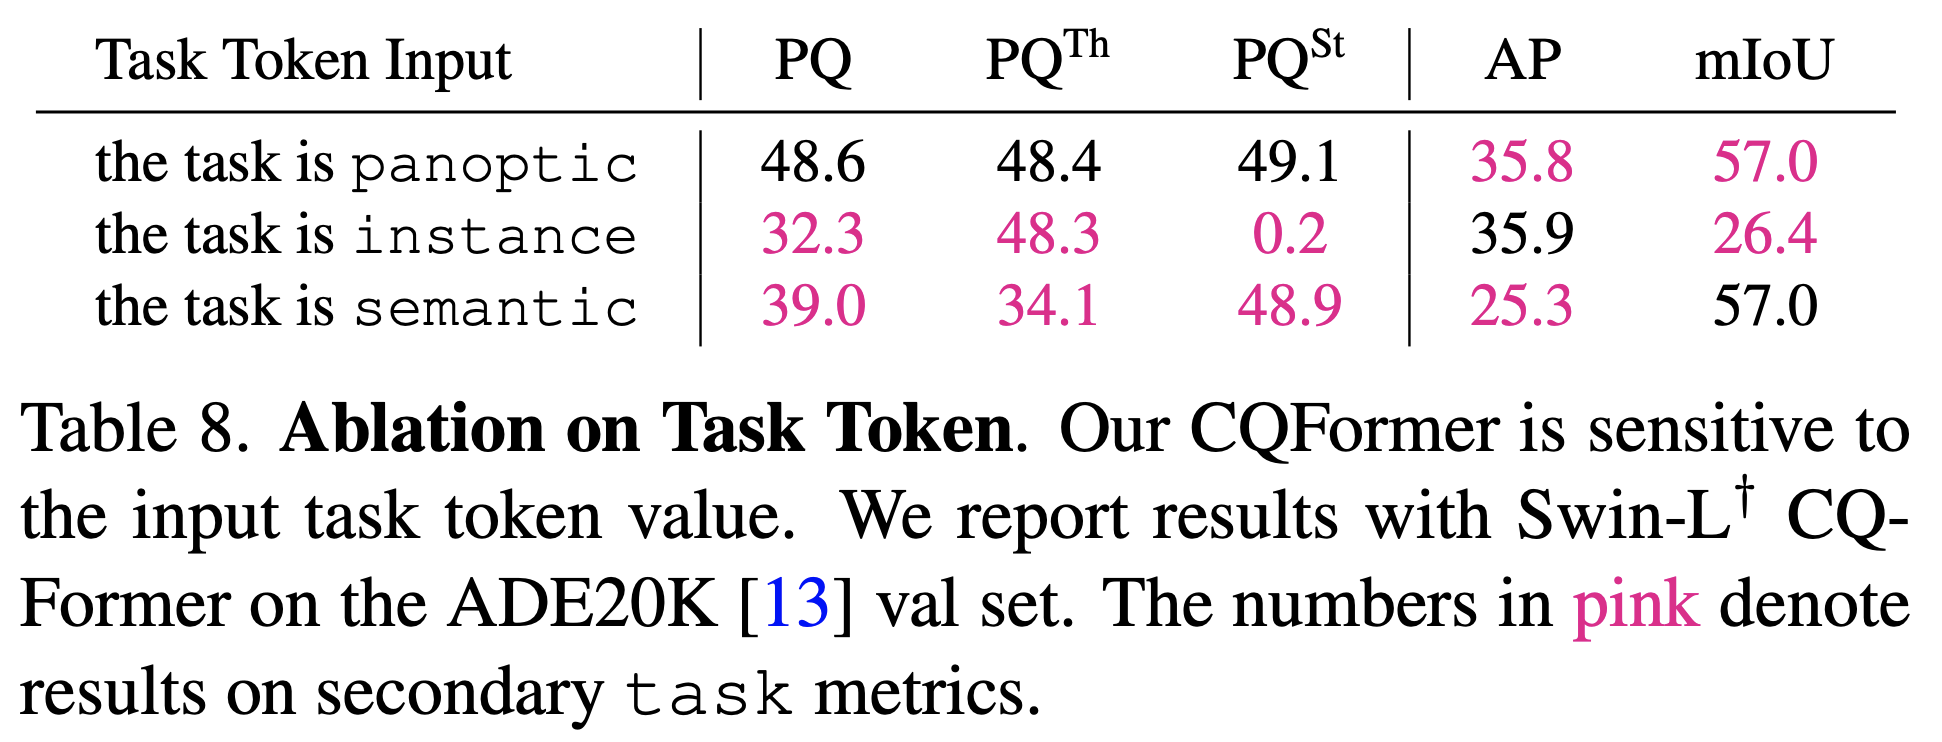 Task Token Input PQ PQ^Th PQ^St AP mIoU
the task is panoptic 48.6 48.4 49.1 35.8 57.0
the task is instance 32.3 48.3 0.2 35.9 26.4
the task is semantic 39.0 34.1 48.9 25.3 57.0
Table 8. Ablation on Task Token. Our CQFormer is sensitive to
the input task token value. We report results with Swin-L† CQ-
Former on the ADE20K [13] val set. The numbers in pink denote
results on secondary task metrics.